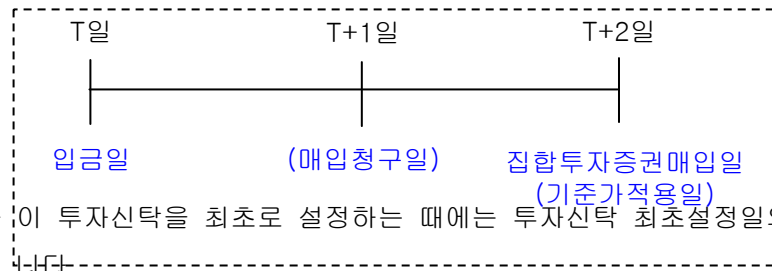 T일 T+1일 T+2일
입금일 (매입청구일) 집합투자증권매입일
(기준가적용일)
이 투자신탁을 최초로 설정하는 때에는 투자신탁 최초설정일